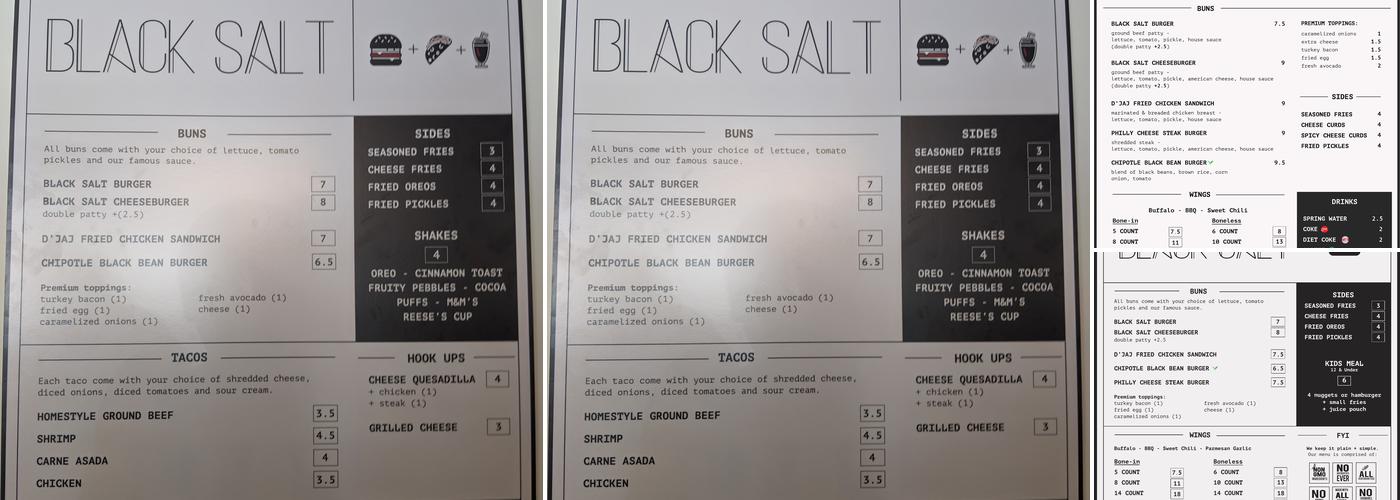 BLACK SALT
BUNS
All buns come with your choice of lettuce, tomato
pickles and our famous sauce.
BLACK SALT BURGER 7
BLACK SALT CHEESEBURGER 8
double patty +(2.5)
D'JAJ FRIED CHICKEN SANDWICH 7
CHIPOTLE BLACK BEAN BURGER 6.5
Premium toppings:
turkey bacon (1) fresh avocado (1)
fried egg (1) cheese (1)
caramelized onions (1)
SIDES
SEASONED FRIES 3
CHEESE FRIES 4
FRIED OREOS 4
FRIED PICKLES 4
SHAKES
4
OREO - CINNAMON TOAST
FRUITY PEBBLES - COCOA
PUFFS - M&M'S
REESE'S CUP
TACOS
Each taco come with your choice of shredded cheese,
diced onions, diced tomatoes and sour cream.
HOMESTYLE GROUND BEEF 3.5
SHRIMP 4.5
CARNE ASADA 4
CHICKEN 3.5
HOOK UPS
CHEESE QUESADILLA 4
+ chicken (1)
+ steak (1)
GRILLED CHEESE 3
BLACK SALT
BUNS
All buns come with your choice of lettuce, tomato
pickles and our famous sauce.
BLACK SALT BURGER 7
BLACK SALT CHEESEBURGER 8
double patty +(2.5)
D'JAJ FRIED CHICKEN SANDWICH 7
CHIPOTLE BLACK BEAN BURGER 6.5
Premium toppings:
turkey bacon (1) fresh avocado (1)
fried egg (1) cheese (1)
caramelized onions (1)
SIDES
SEASONED FRIES 3
CHEESE FRIES 4
FRIED OREOS 4
FRIED PICKLES 4
SHAKES
4
OREO - CINNAMON TOAST
FRUITY PEBBLES - COCOA
PUFFS - M&M'S
REESE'S CUP
TACOS
Each taco come with your choice of shredded cheese,
diced onions, diced tomatoes and sour cream.
HOMESTYLE GROUND BEEF 3.5
SHRIMP 4.5
CARNE ASADA 4
CHICKEN 3.5
HOOK UPS
CHEESE QUESADILLA 4
+ chicken (1)
+ steak (1)
GRILLED CHEESE 3
BUNS
BLACK SALT BURGER 7.5
ground beef patty -
lettuce, tomato, pickle, house sauce
(double patty +2.5)
BLACK SALT CHEESEBURGER 9
ground beef patty -
lettuce, tomato, pickle, american cheese, house sauce
(double patty +2.5)
D'JAJ FRIED CHICKEN SANDWICH 9
marinated & breaded chicken breast -
lettuce, tomato, pickle, house sauce
PHILLY CHEESE STEAK BURGER 9
shredded steak -
lettuce, tomato, pickle, american cheese, house sauce
CHIPOTLE BLACK BEAN BURGER 9.5
blend of black beans, brown rice, corn
onion, tomato
PREMIUM TOPPINGS:
caramelized onions 1
extra cheese 1.5
turkey bacon 1.5
fried egg 1.5
fresh avocado 2
SIDES
SEASONED FRIES 4
CHEESE CURDS 4
SPICY CHEESE CURDS 4
FRIED PICKLES 4
WINGS
Buffalo - BBQ - Sweet Chili
Bone-in Boneless
5 COUNT 7.5 6 COUNT 8
8 COUNT 11 10 COUNT 13
DRINKS
SPRING WATER 2.5
COKE 2
DIET COKE 2
BLACK SALT
BUNS
All buns come with your choice of lettuce, tomato
pickles and our famous sauce.
BLACK SALT BURGER 7
BLACK SALT CHEESEBURGER 8
double patty +2.5
D'JAJ FRIED CHICKEN SANDWICH 7.5
CHIPOTLE BLACK BEAN BURGER 6.5
PHILLY CHEESE STEAK BURGER 7.5
Premium toppings:
turkey bacon (1) fresh avocado (1)
fried egg (1) cheese (1)
caramelized onions (1)
SIDES
SEASONED FRIES 3
CHEESE FRIES 4
FRIED OREOS 4
FRIED PICKLES 4
KIDS MEAL
12 & Under
6
4 nuggets or hamburger
+ small fries
+ juice pouch
WINGS
Buffalo - BBQ - Sweet Chili - Parmesan Garlic
Bone-in Boneless
5 COUNT 7.5 6 COUNT 8
8 COUNT 11 10 COUNT 13
14 COUNT 18 14 COUNT 18
FYI
We keep it plain + simple.
Our menu is comprised of:
NON GMO
NO
EVER
ALL
NO
NO